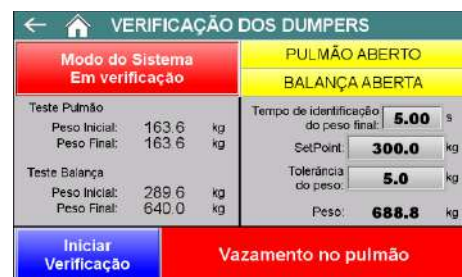 VERIFICAÇÃO DOS DUMPERS
Modo do Sistema
Em verificação
PULMÃO ABERTO
BALANÇA ABERTA
Teste Pulmão
Peso Inicial: 163.6 kg
Peso Final: 163.6 kg
Teste Balança
Peso Inicial: 289.6 kg
Peso Final: 640.0 kg
Tempo de identificação
do peso final: 5.00 s
SetPoint: 300.0 kg
Tolerância
do peso: 5.0 kg
Peso: 688.8 kg
Iniciar
Verificação
Vazamento no pulmão